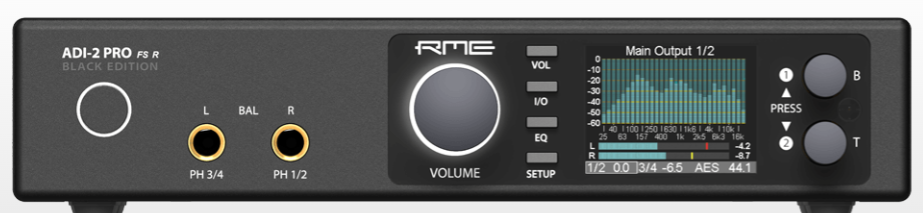 ADI-2 PRO FS R
BLACK EDITION
L BAL R
PH 3/4 PH 1/2
RME
VOLUME
VOL
I/O
EQ
SETUP
Main Output 1/2
0
-10
-20
-30
-40
-50
-60
40 100 250 630 1k6 4k 10k
25 63 157 400 1k 2k5 6k3 16k
L -4.2
R -8.7
1/2 0.0 3/4 -6.5 AES 44.1
1 B
PRESS
2 T